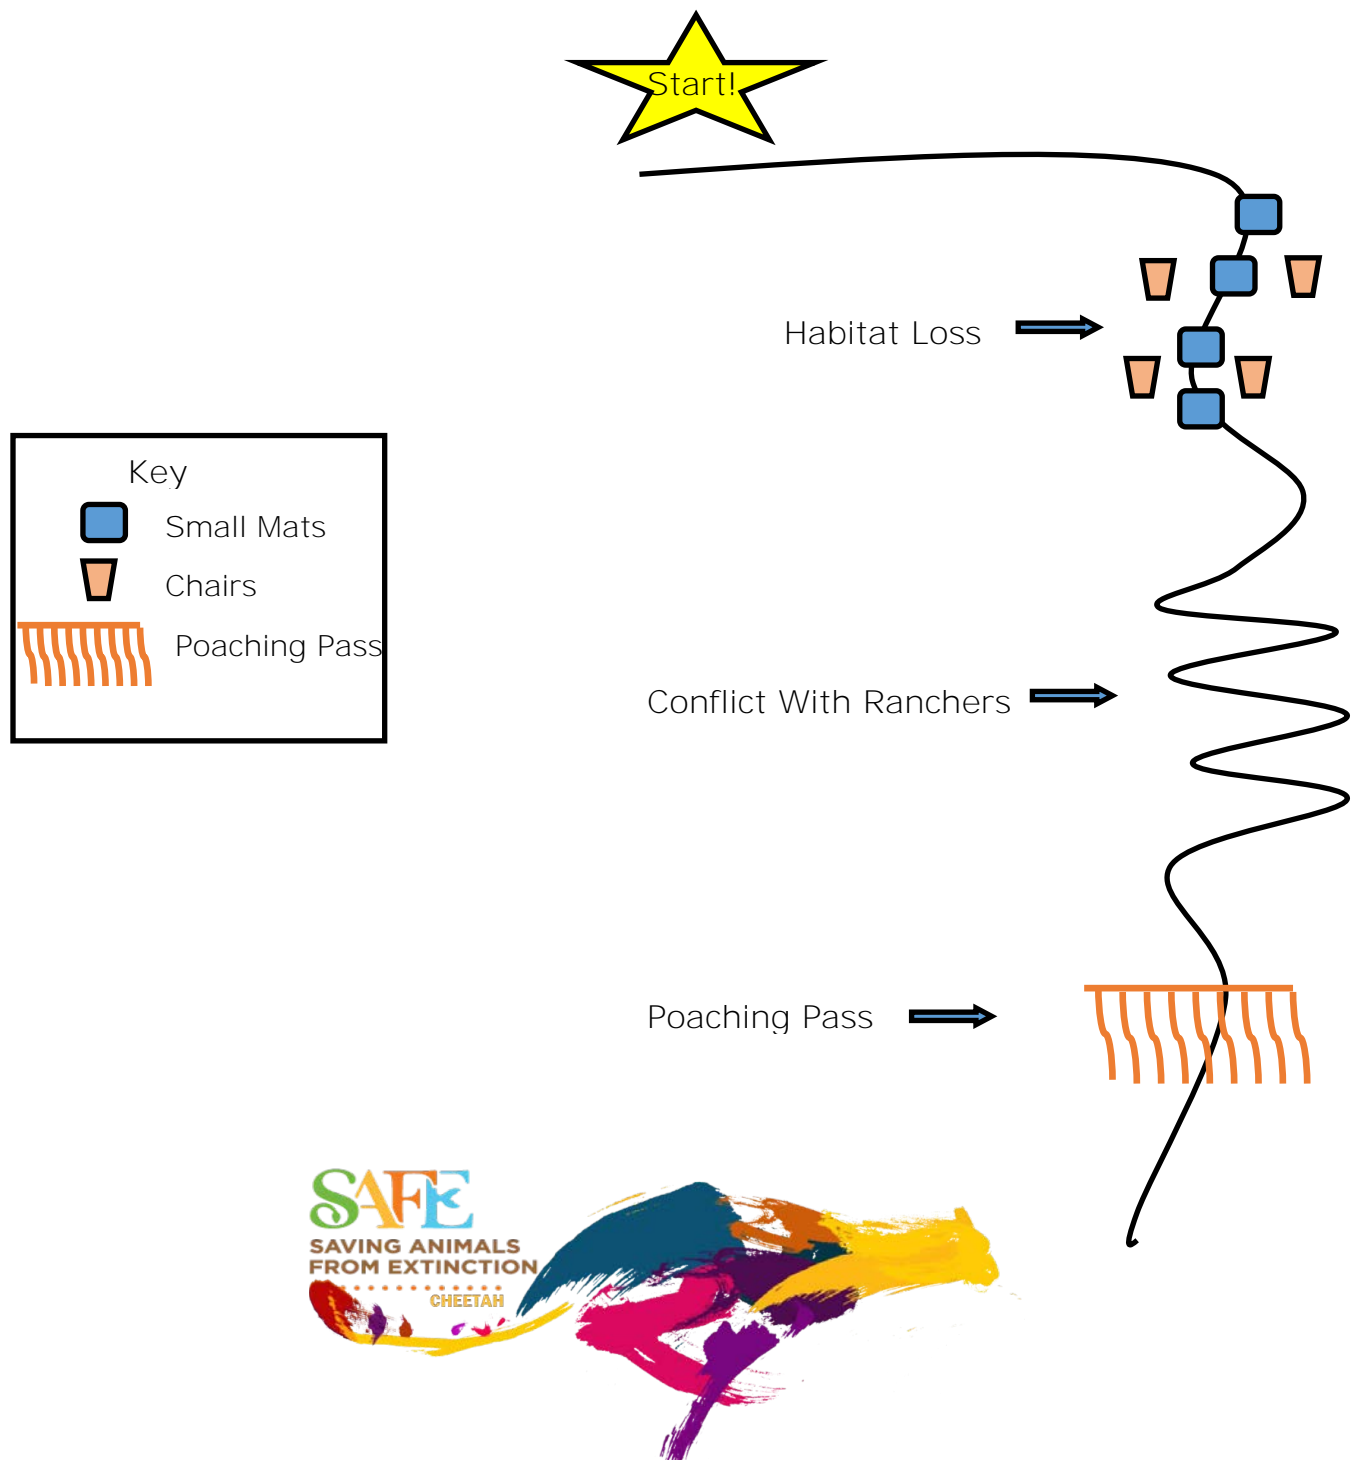 Start!
Habitat Loss
Key
Small Mats
Chairs
Poaching Pass
Conflict With Ranchers
Poaching Pass
SAFE
SAVING ANIMALS
FROM EXTINCTION
CHEETAH